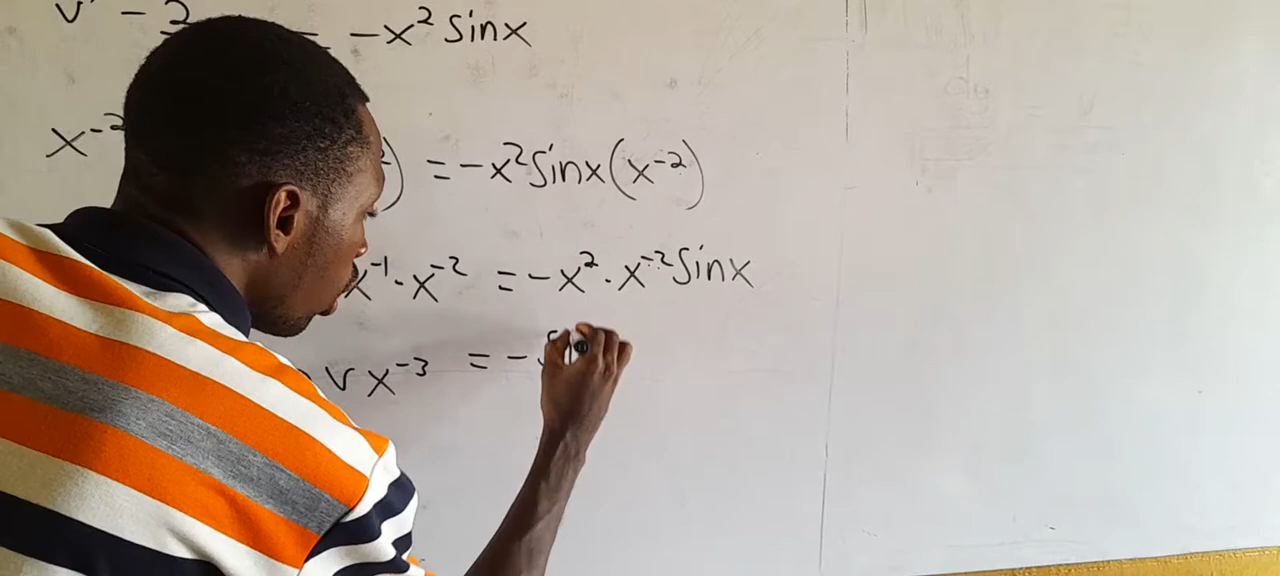 v' - 2 = -x² sinx
x⁻² ) = -x² sinx (x⁻²)
x⁻¹ · x⁻² = -x² · x⁻² sinx
v x⁻³ = -